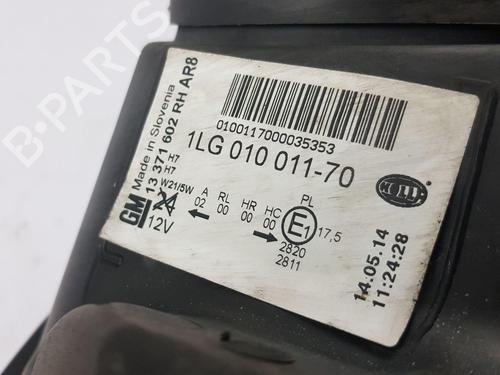 B-PARTS
0100117000035353
1LG 010 011-70
Made in Slovenia
13 371 602 RH AR8
H7
H7
W21/5W
GM
12V
A
02
RL
00
HR
00
HC
00
PL
E1
17,5
2820
2811
14.05.14
11:24:28